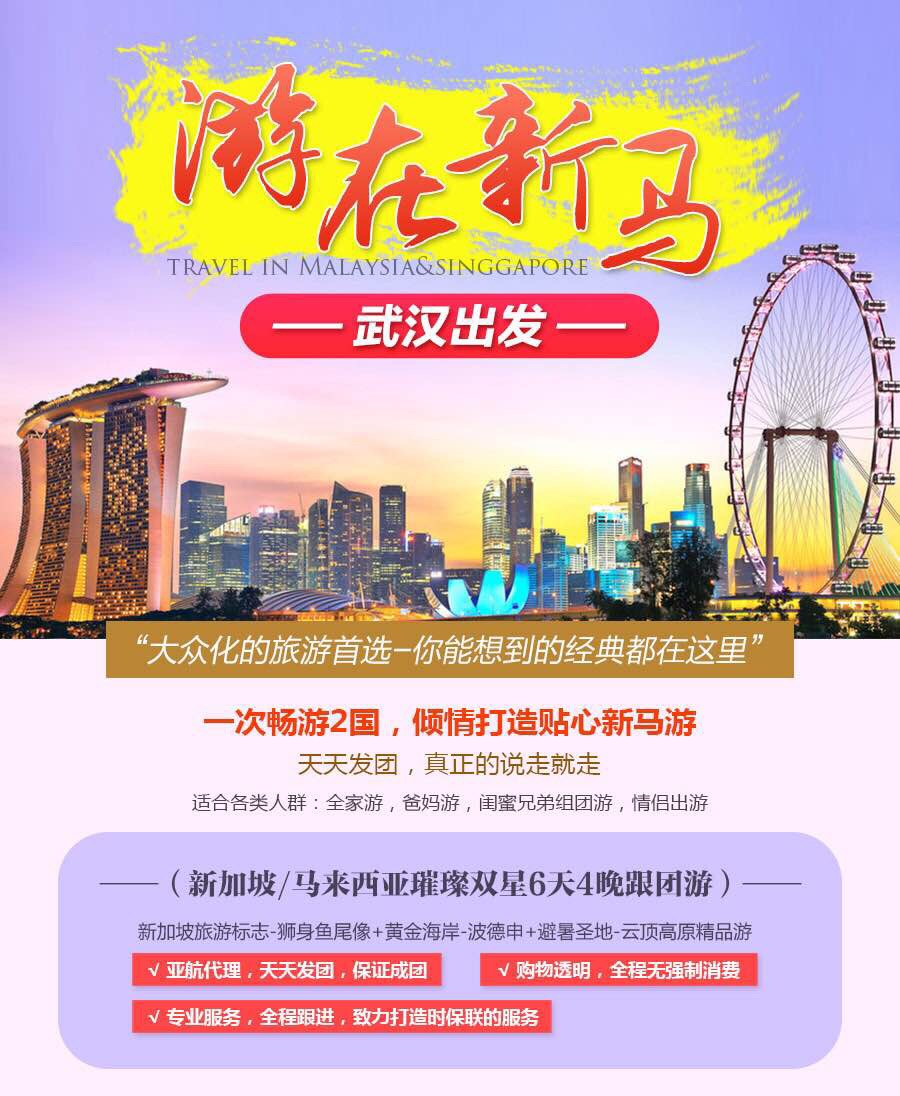 游在新马
TRAVEL IN MALAYSIA&SINGGAPORE
武汉出发
“大众化的旅游首选-你能想到的经典都在这里”
一次畅游2国，倾情打造贴心新马游
天天发团，真正的说走就走
适合各类人群：全家游，爸妈游，闺蜜兄弟组团游，情侣出游
（新加坡/马来西亚璀璨双星6天4晚跟团游）
新加坡旅游标志-狮身鱼尾像+黄金海岸-波德申+避暑圣地-云顶高原精品游
√ 亚航代理，天天发团，保证成团
√ 购物透明，全程无强制消费
√ 专业服务，全程跟进，致力打造时保联的服务